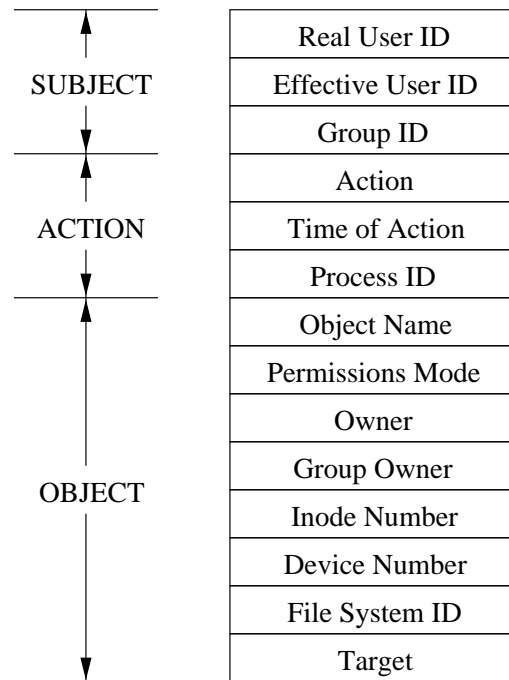 SUBJECT
ACTION
OBJECT
Real User ID
Effective User ID
Group ID
Action
Time of Action
Process ID
Object Name
Permissions Mode
Owner
Group Owner
Inode Number
Device Number
File System ID
Target